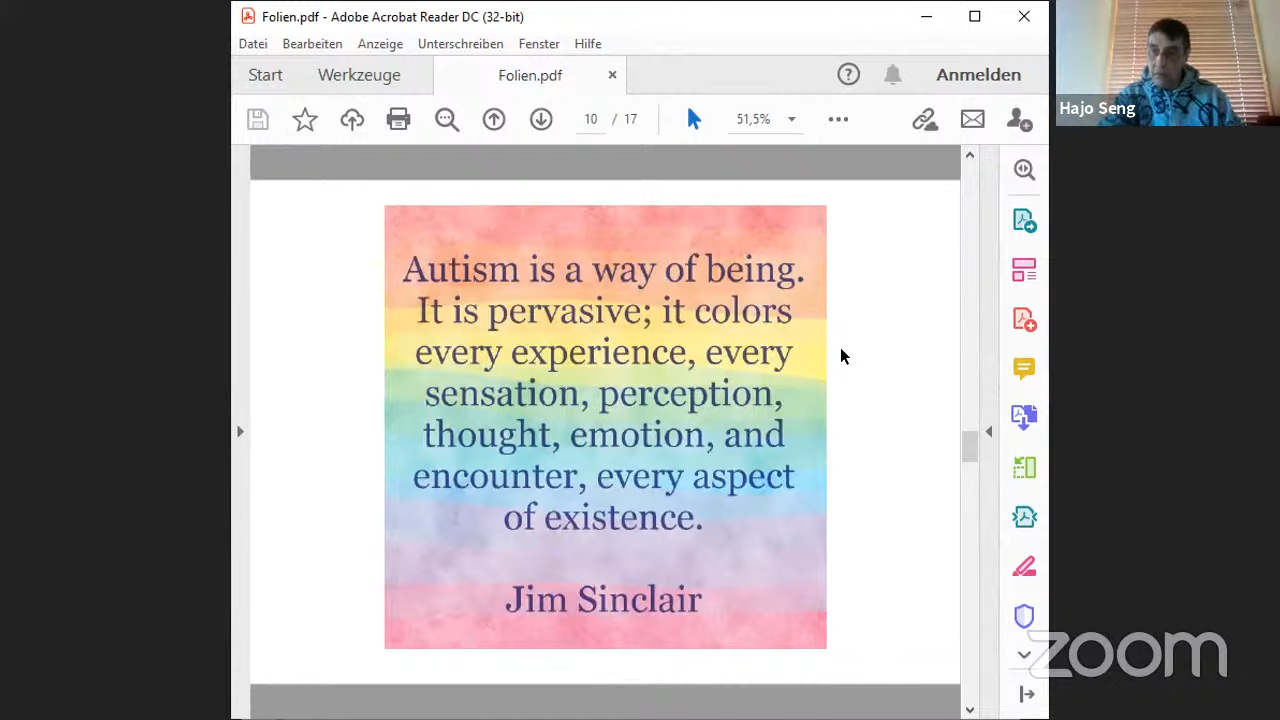 Folien.pdf - Adobe Acrobat Reader DC (32-bit)
Datei Bearbeiten Anzeige Unterschreiben Fenster Hilfe
Start Werkzeuge Folien.pdf × Anmelden
10 / 17 51,5%
Hajo Seng
Autism is a way of being.
It is pervasive; it colors
every experience, every
sensation, perception,
thought, emotion, and
encounter, every aspect
of existence.
Jim Sinclair
zoom